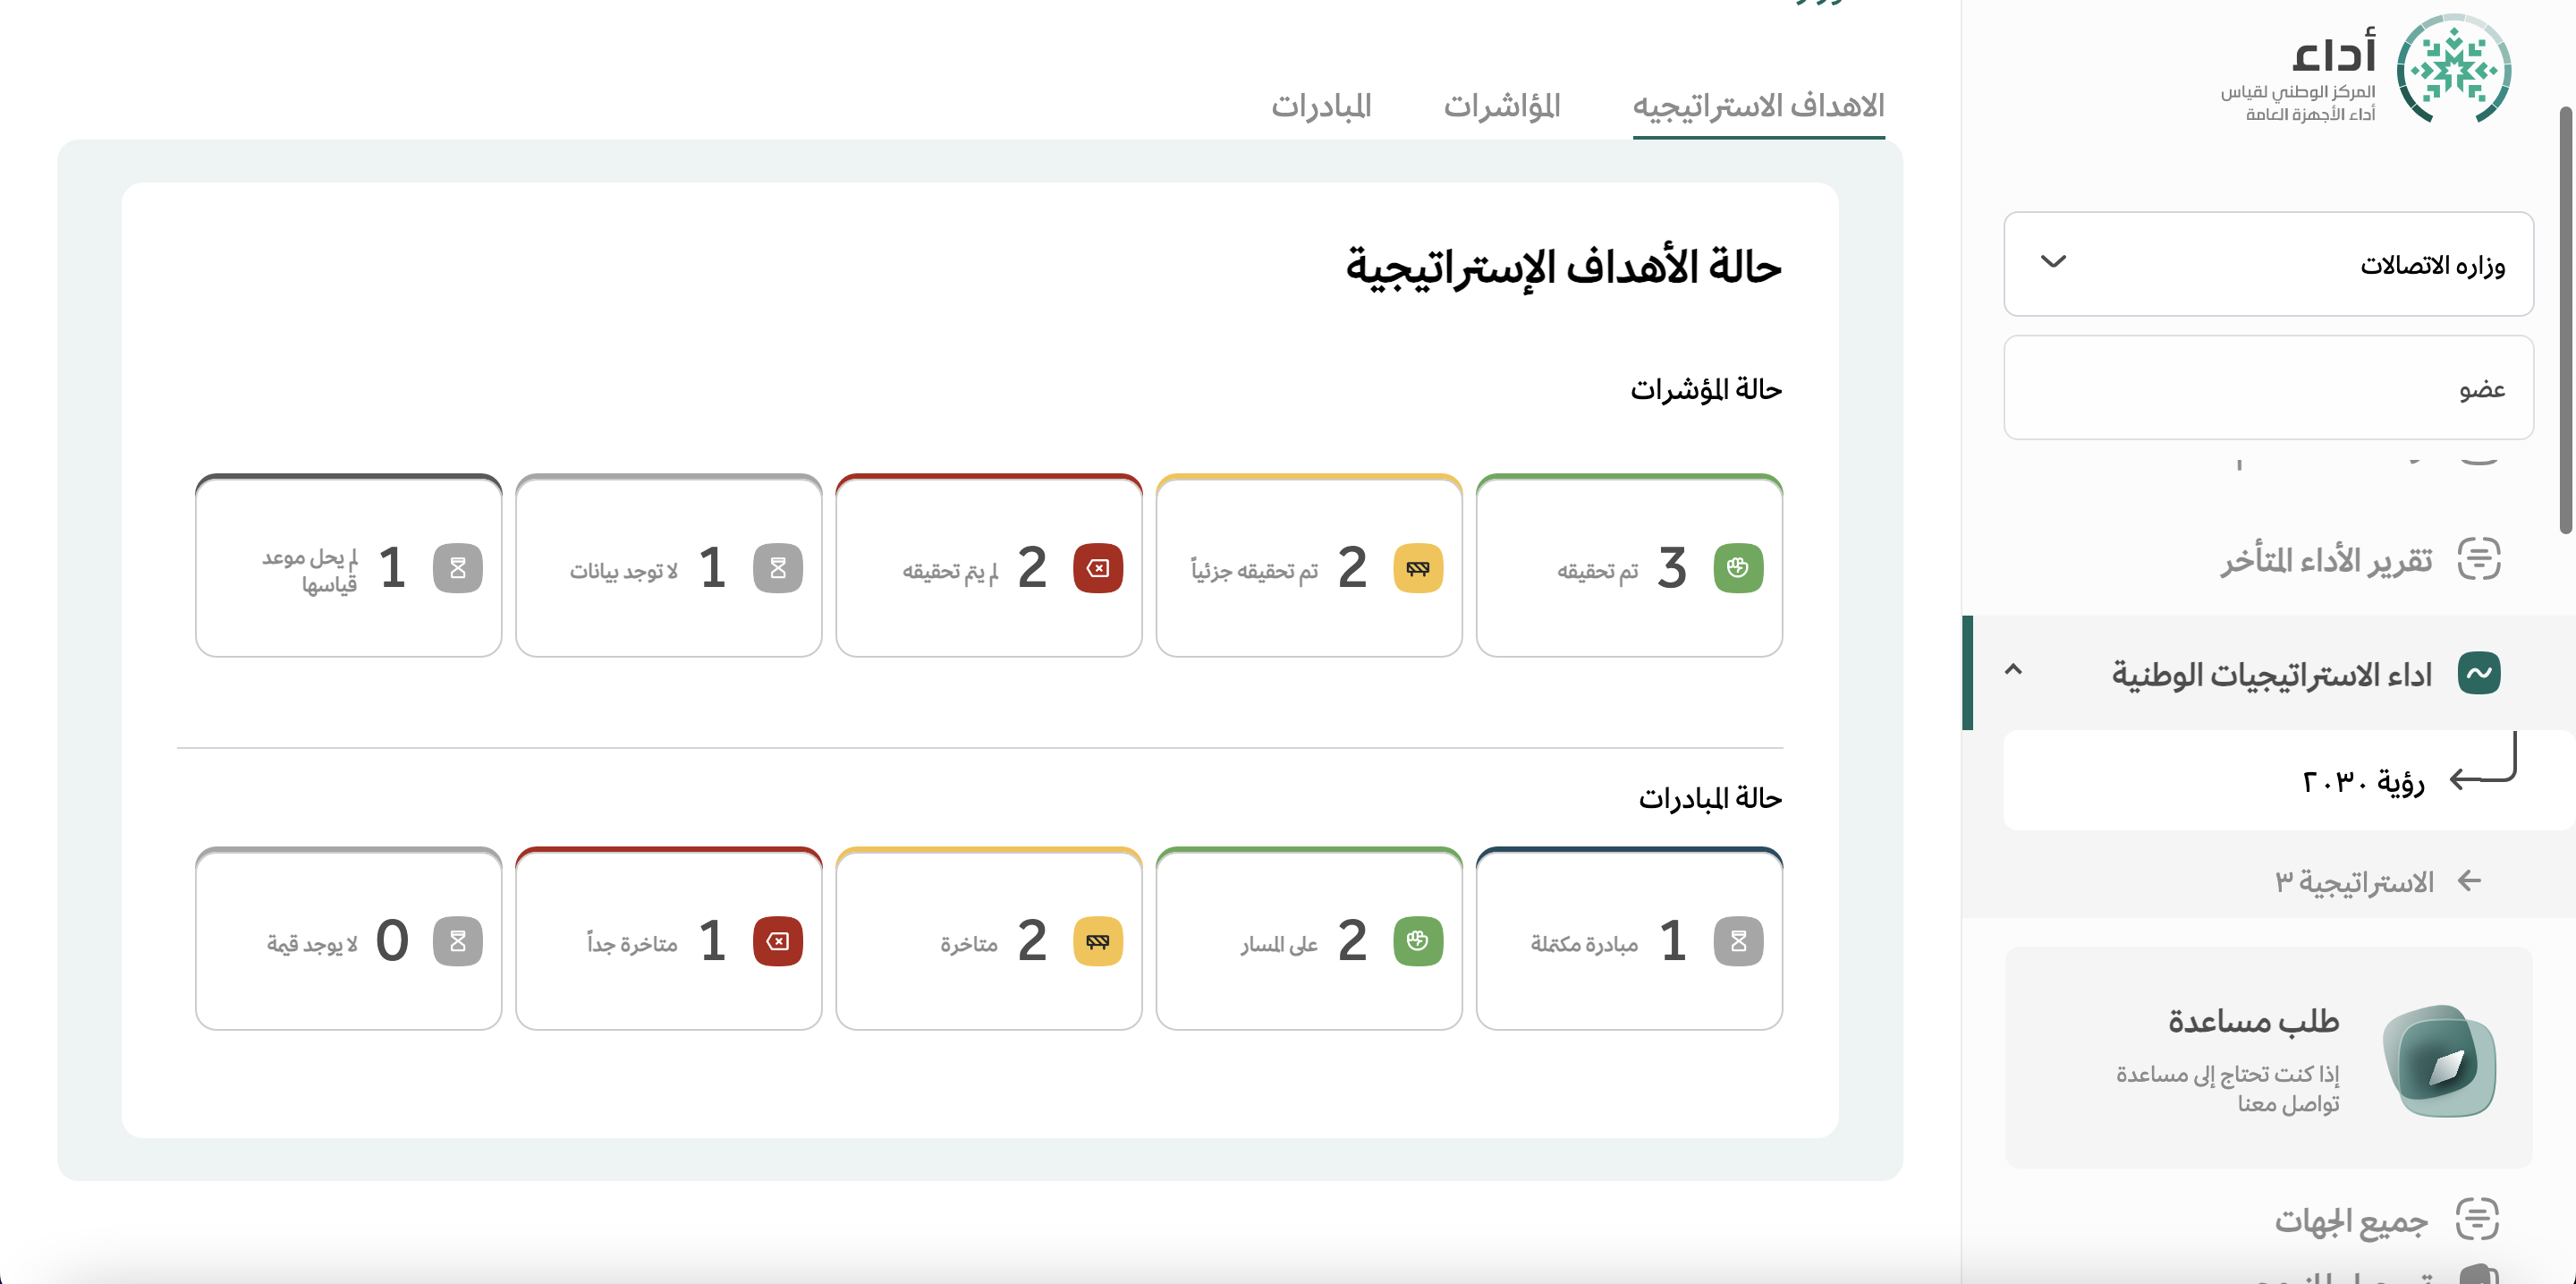 أداء
المركز الوطني لقياس
أداء الأجهزة العامة
وزاره الاتصالات
عضو
تقرير الأداء المتأخر
اداء الاستراتيجيات الوطنية
رؤية ٢٠٣٠
الاستراتيجية ٣
طلب مساعدة
إذا كنت تحتاج إلى مساعدة
تواصل معنا
جميع الجهات
الاهداف الاستراتيجيه
المؤاشرات
المبادرات
حالة الأهداف الإستراتيجية
حالة المؤشرات
3 تم تحقيقه
2 تم تحقيقه جزئياً
2 لم يتم تحقيقه
1 لا توجد بيانات
1 لم يحل موعد
قياسها
حالة المبادرات
1 مبادرة مكتملة
2 على المسار
2 متاخرة
1 متاخرة جداً
0 لا يوجد قيمة